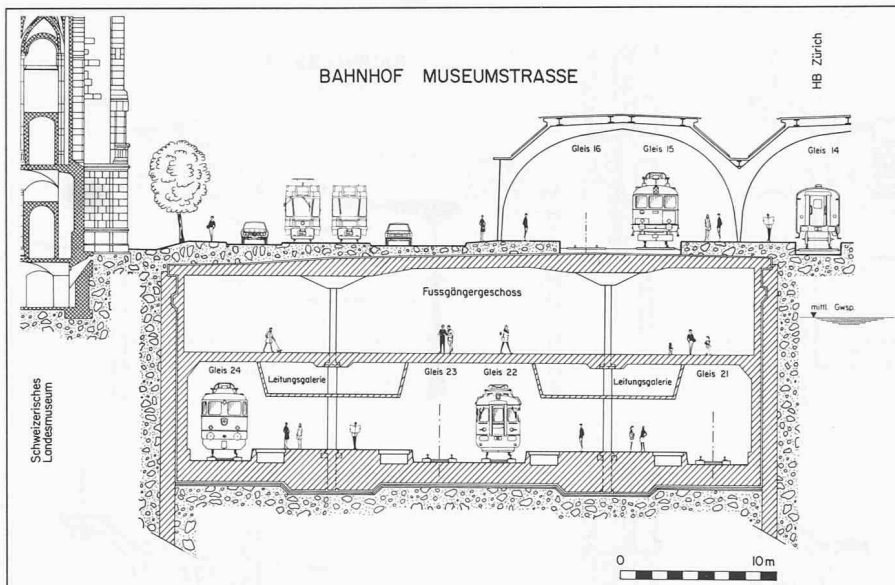 BAHNHOF MUSEUMSTRASSE
HB Zürich
Gleis 16
Gleis 15
Gleis 14
Fussgängergeschoss
mittl. Gwsp.
Gleis 24
Leitungsgalerie
Gleis 23
Gleis 22
Leitungsgalerie
Gleis 21
Schweizerisches
Landesmuseum
0 10 m